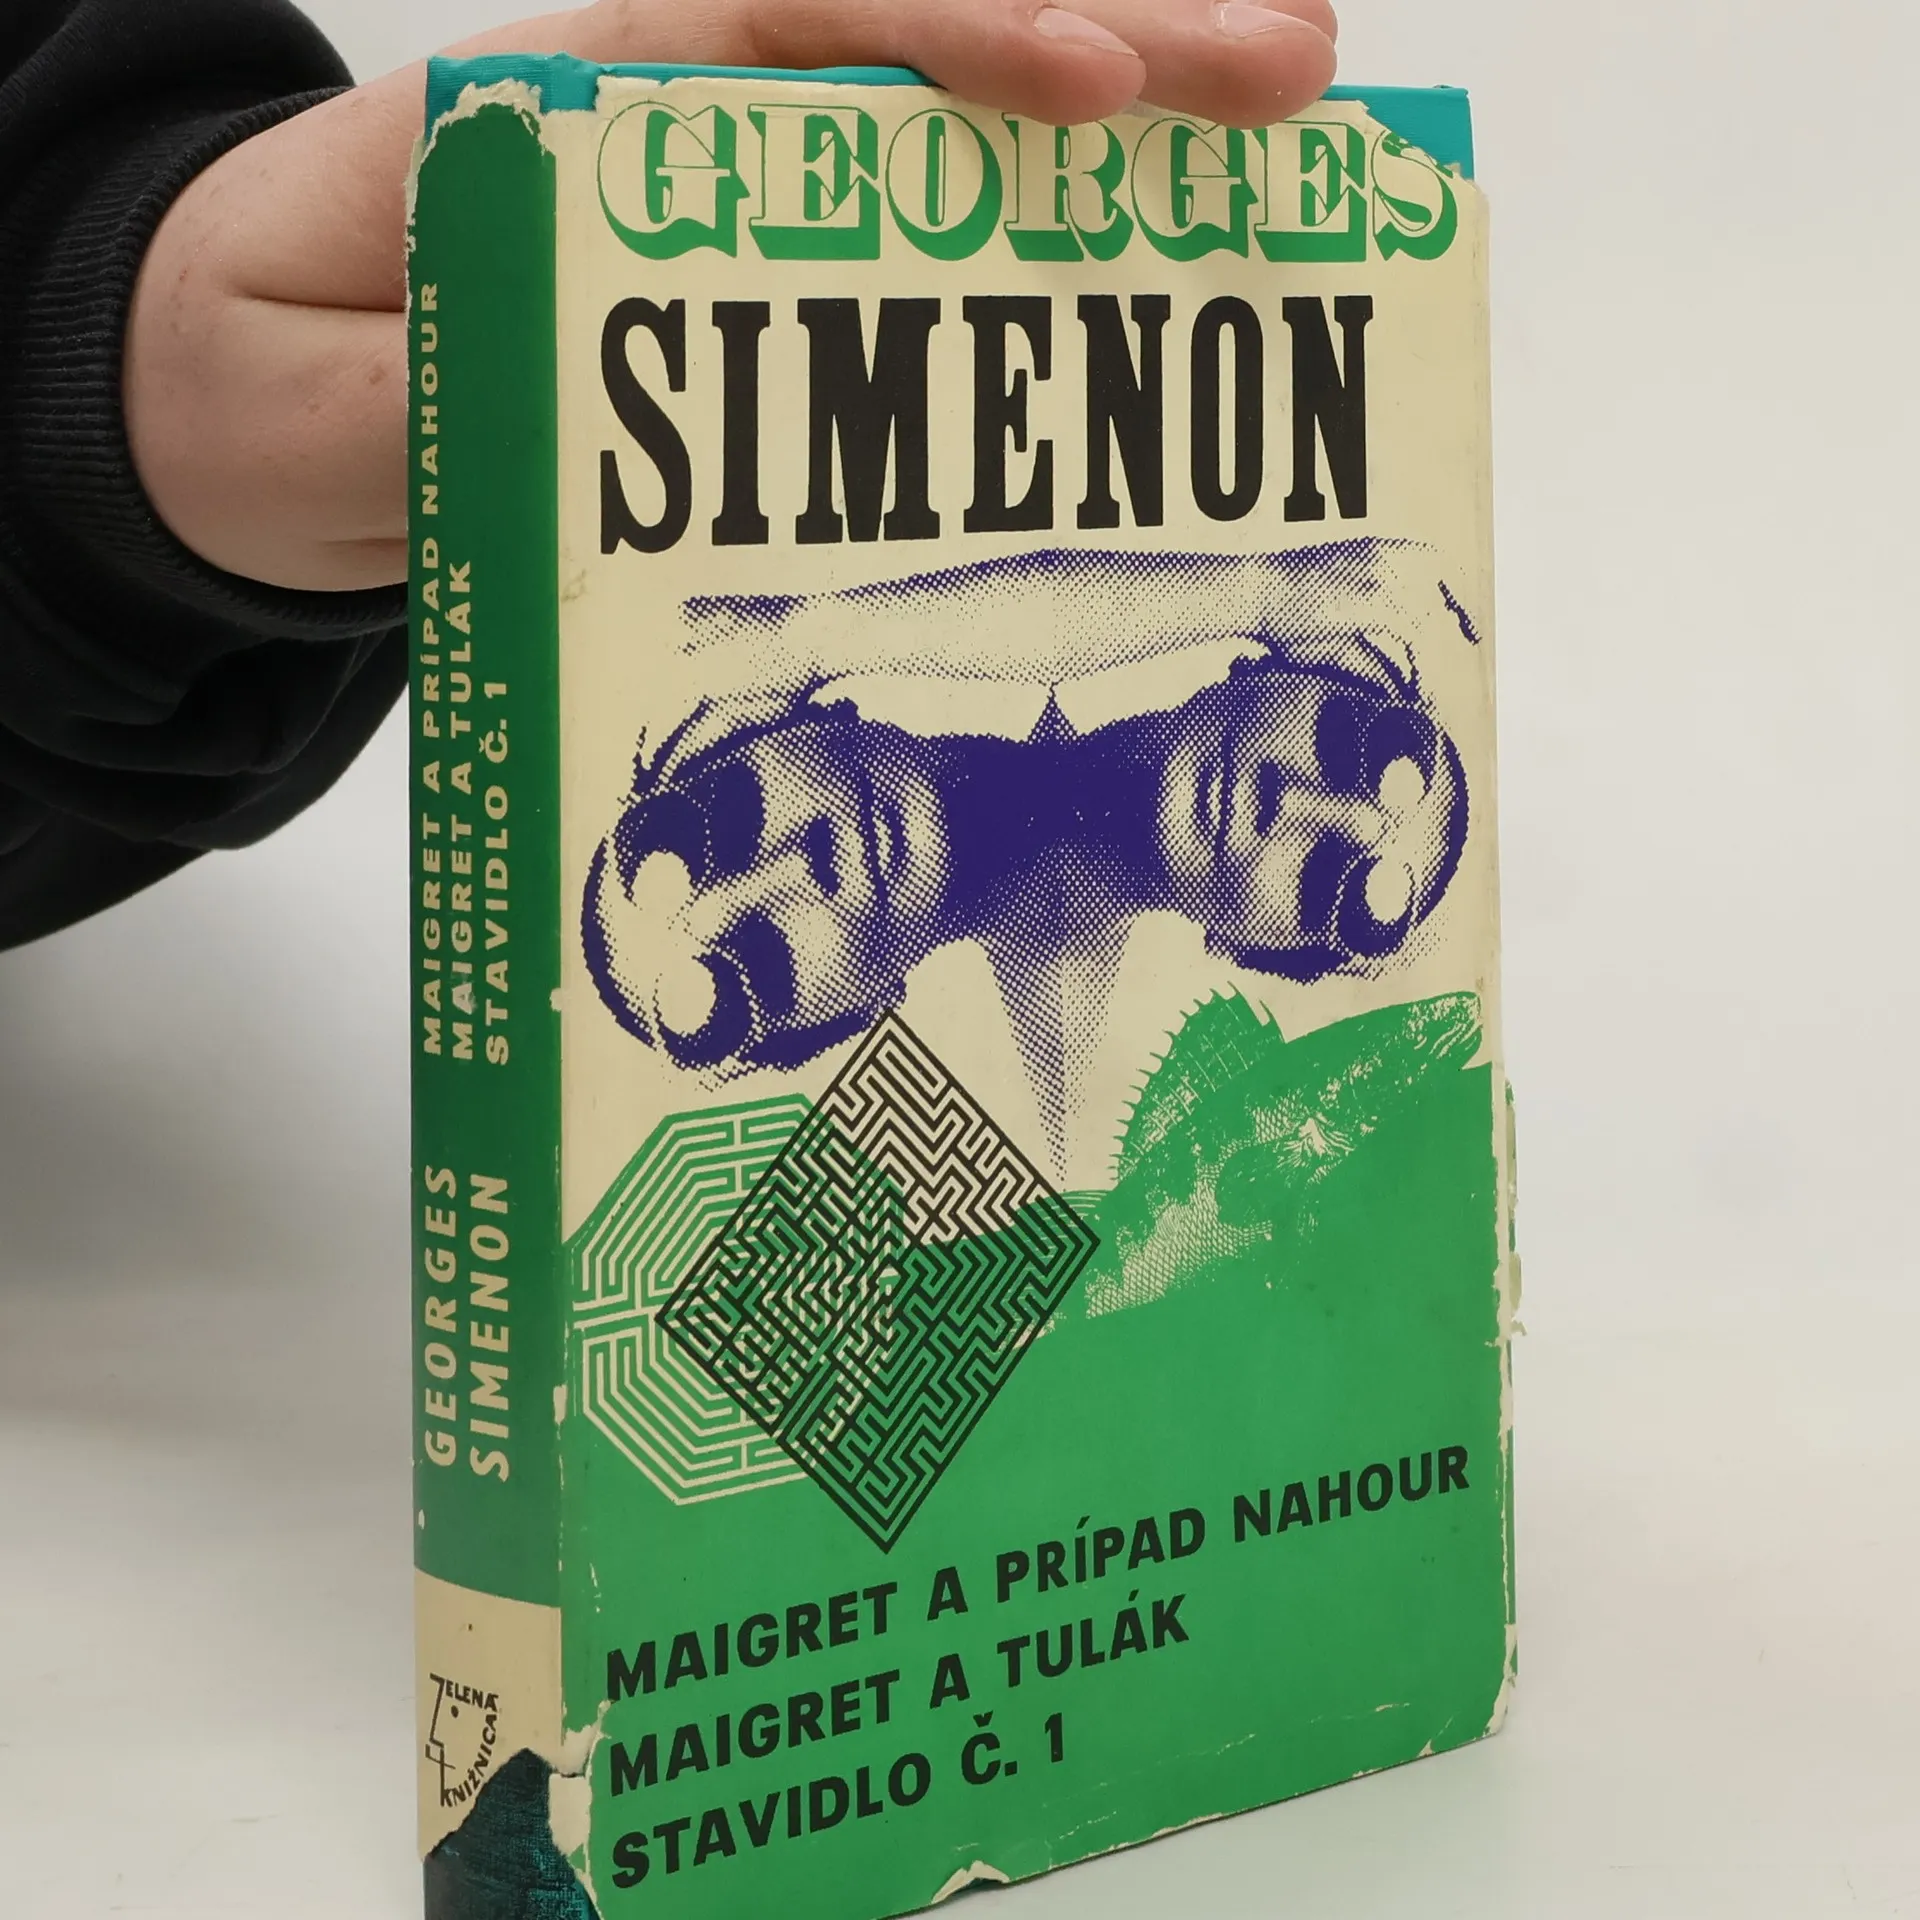 GEORGES
SIMENON
MAIGRET A PRÍPAD NAHOUR
MAIGRET A TULÁK
STAVIDLO Č. 1
MAIGRET A PRÍPAD NAHOUR
MAIGRET A TULÁK
STAVIDLO Č. 1
GEORGES
SIMENON
ZELENÁ
KNIŽNICA